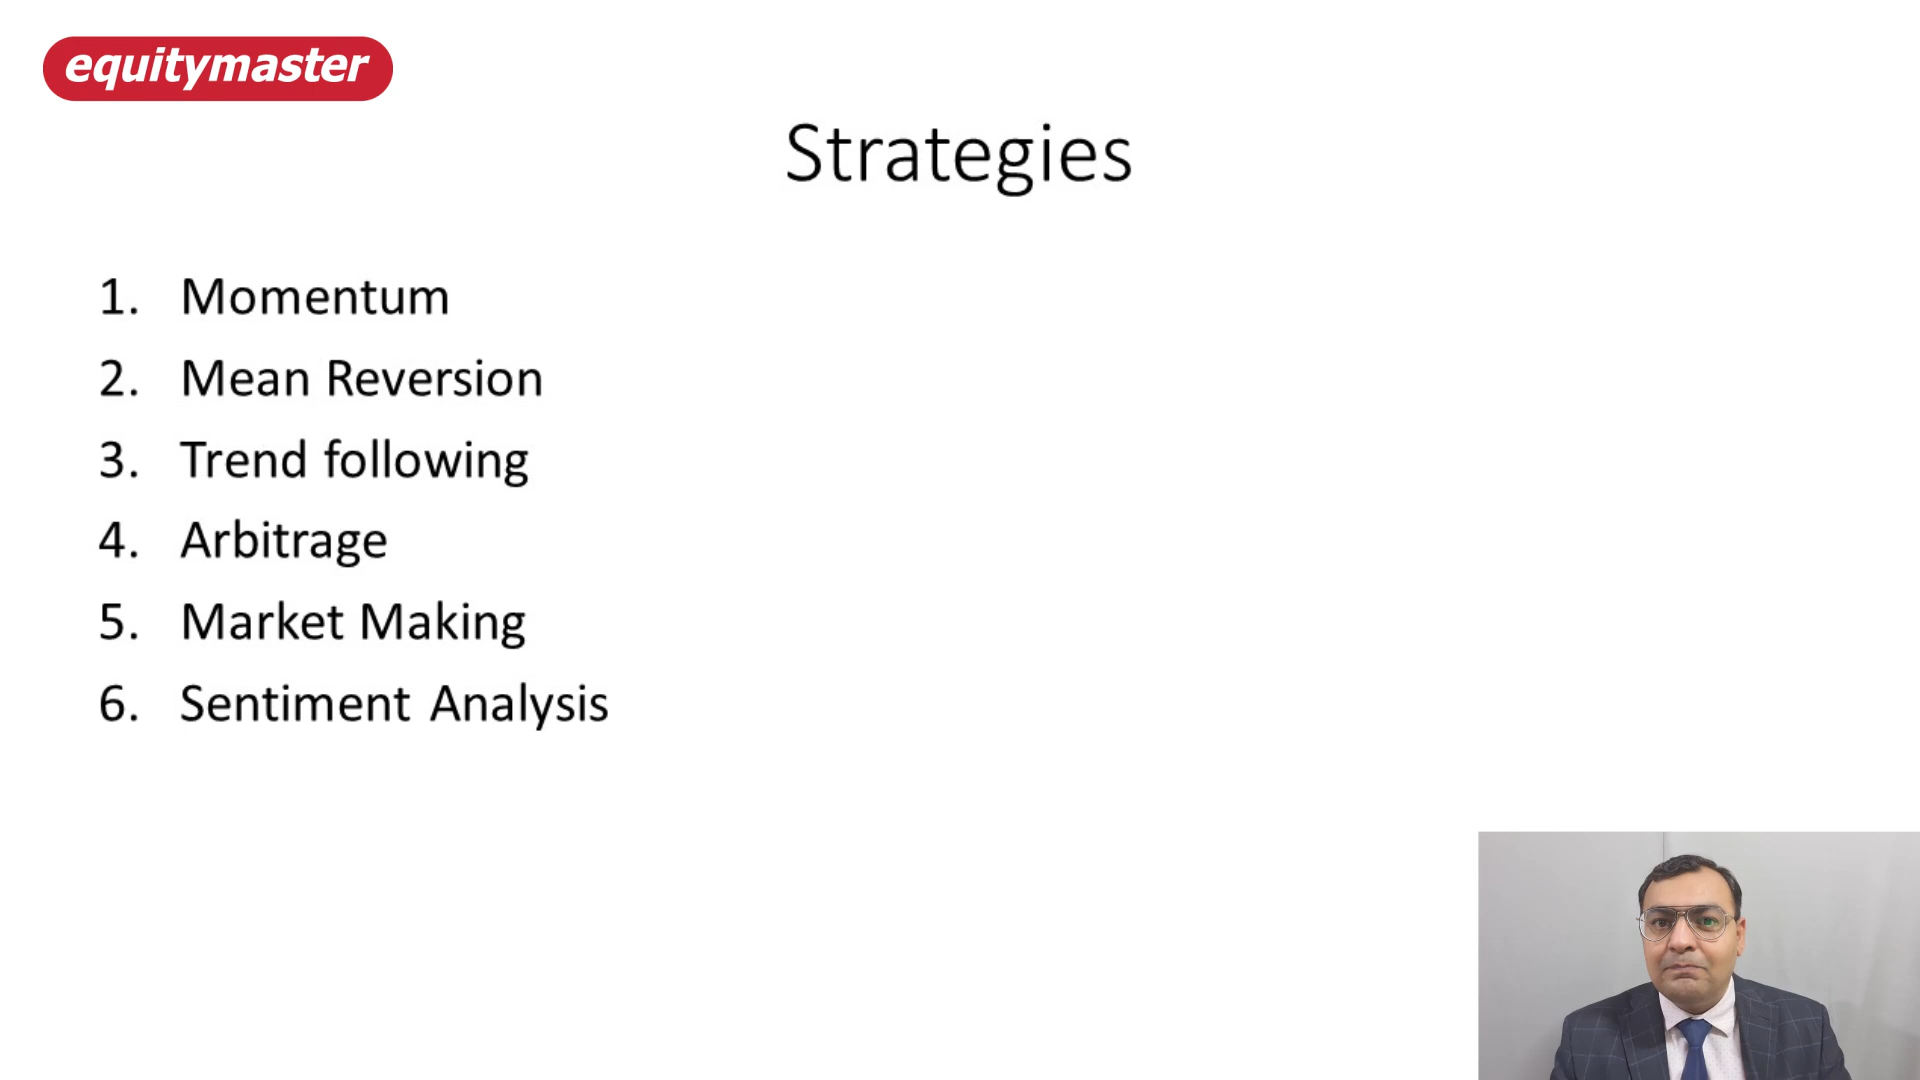 equitymaster
Strategies
1. Momentum
2. Mean Reversion
3. Trend following
4. Arbitrage
5. Market Making
6. Sentiment Analysis